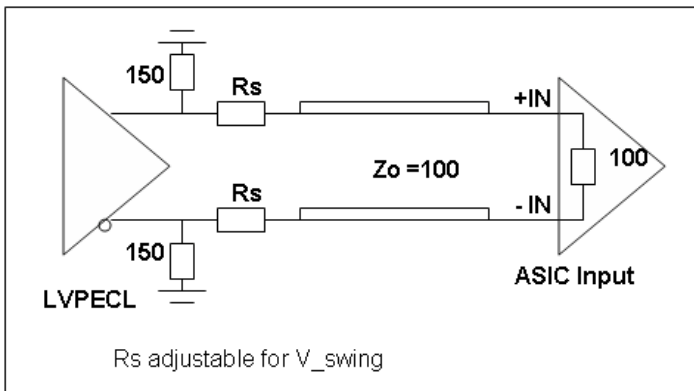 150
Rs
+IN
100
Zo =100
Rs
- IN
150
ASIC Input
LVPECL
Rs adjustable for V_swing